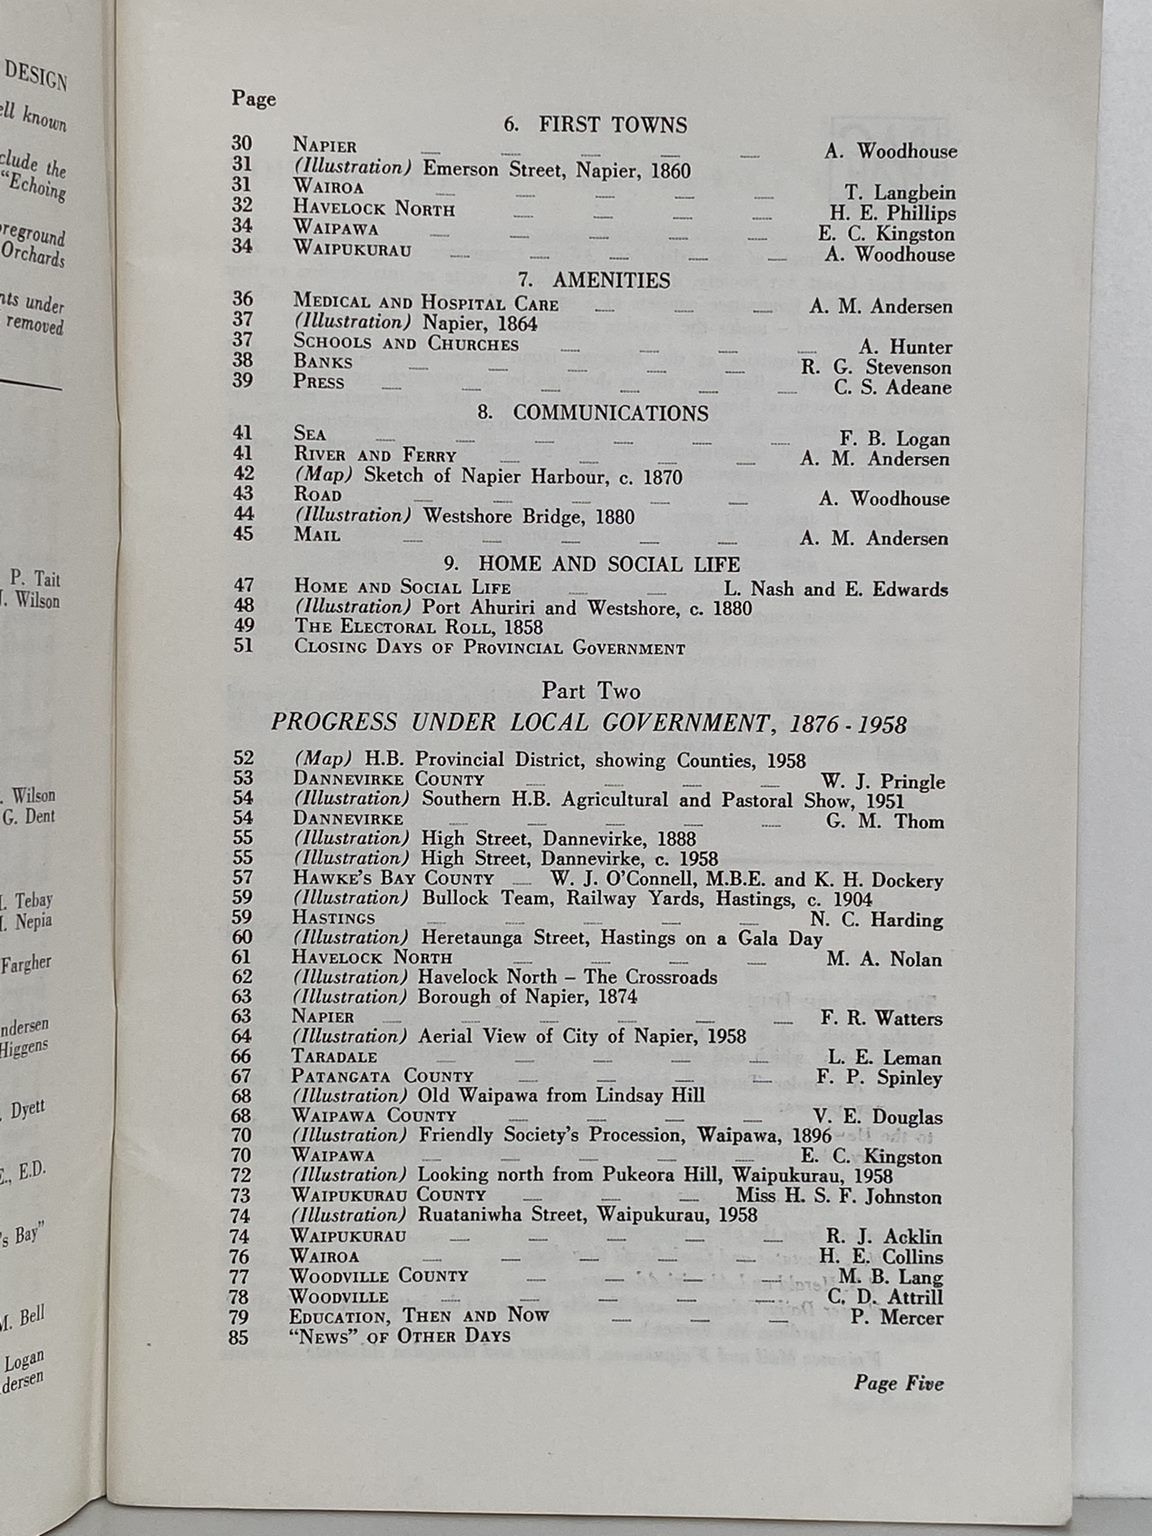 DESIGN
ell known
clude the
"Echoing
reground
Orchards
nts under
removed
P. Tait
J. Wilson
. Wilson
G. Dent
I. Tebay
I. Nepia
Fargher
ndersen
Higgens
. Dyett
E., E.D.
's Bay"
M. Bell
Logan
dersen
Page
6. FIRST TOWNS
30 NAPIER A. Woodhouse
31 (Illustration) Emerson Street, Napier, 1860
31 WAIROA T. Langbein
32 HAVELOCK NORTH H. E. Phillips
34 WAIPAWA E. C. Kingston
34 WAIPUKURAU A. Woodhouse
7. AMENITIES
36 MEDICAL AND HOSPITAL CARE A. M. Andersen
37 (Illustration) Napier, 1864
37 SCHOOLS AND CHURCHES A. Hunter
38 BANKS R. G. Stevenson
39 PRESS C. S. Adeane
8. COMMUNICATIONS
41 SEA F. B. Logan
41 RIVER AND FERRY A. M. Andersen
42 (Map) Sketch of Napier Harbour, c. 1870
43 ROAD A. Woodhouse
44 (Illustration) Westshore Bridge, 1880
45 MAIL A. M. Andersen
9. HOME AND SOCIAL LIFE
47 HOME AND SOCIAL LIFE L. Nash and E. Edwards
48 (Illustration) Port Ahuriri and Westshore, c. 1880
49 THE ELECTORAL ROLL, 1858
51 CLOSING DAYS OF PROVINCIAL GOVERNMENT
Part Two
PROGRESS UNDER LOCAL GOVERNMENT, 1876 - 1958
52 (Map) H.B. Provincial District, showing Counties, 1958
53 DANNEVIRKE COUNTY W. J. Pringle
54 (Illustration) Southern H.B. Agricultural and Pastoral Show, 1951
54 DANNEVIRKE G. M. Thom
55 (Illustration) High Street, Dannevirke, 1888
55 (Illustration) High Street, Dannevirke, c. 1958
57 HAWKE'S BAY COUNTY W. J. O'Connell, M.B.E. and K. H. Dockery
59 (Illustration) Bullock Team, Railway Yards, Hastings, c. 1904
59 HASTINGS N. C. Harding
60 (Illustration) Heretaunga Street, Hastings on a Gala Day
61 HAVELOCK NORTH M. A. Nolan
62 (Illustration) Havelock North – The Crossroads
63 (Illustration) Borough of Napier, 1874
63 NAPIER F. R. Watters
64 (Illustration) Aerial View of City of Napier, 1958
66 TARADALE L. E. Leman
67 PATANGATA COUNTY F. P. Spinley
68 (Illustration) Old Waipawa from Lindsay Hill
68 WAIPAWA COUNTY V. E. Douglas
70 (Illustration) Friendly Society's Procession, Waipawa, 1896
70 WAIPAWA E. C. Kingston
72 (Illustration) Looking north from Pukeora Hill, Waipukurau, 1958
73 WAIPUKURAU COUNTY Miss H. S. F. Johnston
74 (Illustration) Ruataniwha Street, Waipukurau, 1958
74 WAIPUKURAU R. J. Acklin
76 WAIROA H. E. Collins
77 WOODVILLE COUNTY M. B. Lang
78 WOODVILLE C. D. Attrill
79 EDUCATION, THEN AND NOW P. Mercer
85 "NEWS" OF OTHER DAYS
Page Five